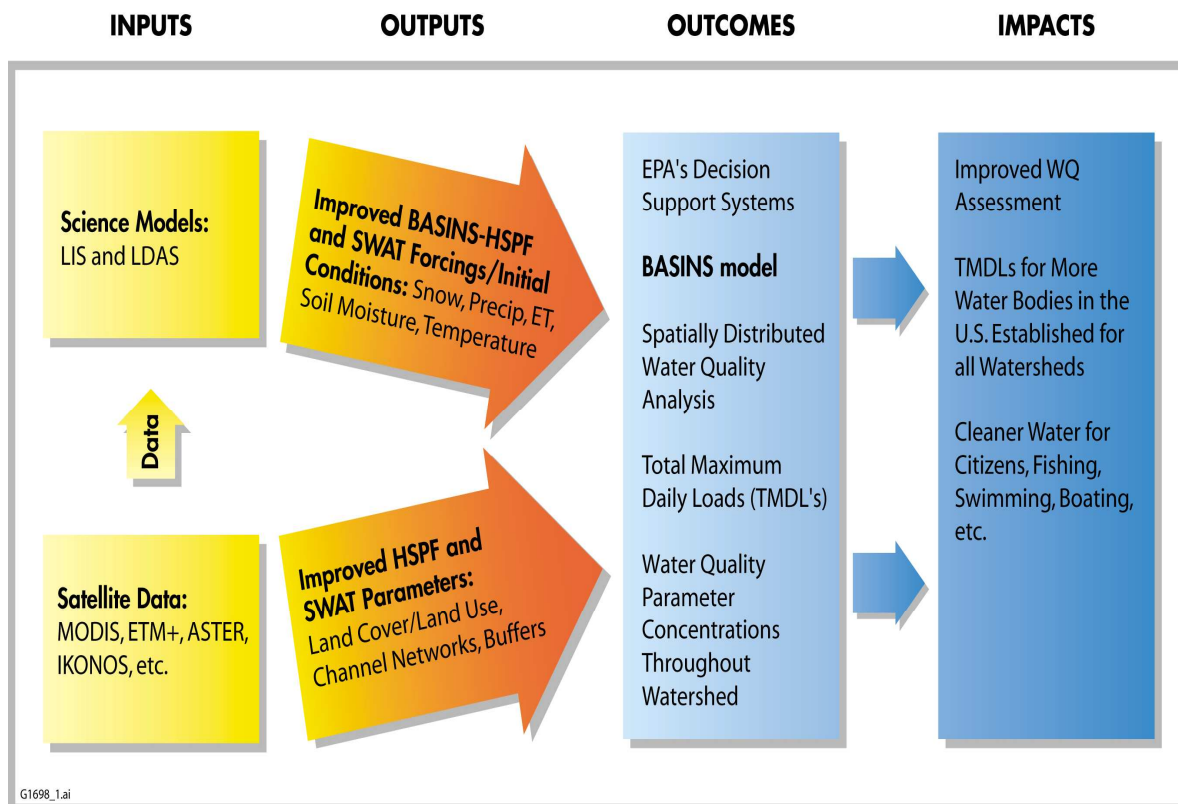 INPUTS
OUTPUTS
OUTCOMES
IMPACTS
Science Models:
LIS and LDAS
Data
Satellite Data:
MODIS, ETM+, ASTER,
IKONOS, etc.
Improved BASINS-HSPF
and SWAT Forcings/Initial
Conditions: Snow, Precip, ET,
Soil Moisture, Temperature
Improved HSPF and
SWAT Parameters:
Land Cover/Land Use,
Channel Networks, Buffers
EPA's Decision
Support Systems
BASINS model
Spatially Distributed
Water Quality
Analysis
Total Maximum
Daily Loads (TMDL's)
Water Quality
Parameter
Concentrations
Throughout
Watershed
Improved WQ
Assessment
TMDLs for More
Water Bodies in the
U.S. Established for
all Watersheds
Cleaner Water for
Citizens, Fishing,
Swimming, Boating,
etc.
G1698_1.ai